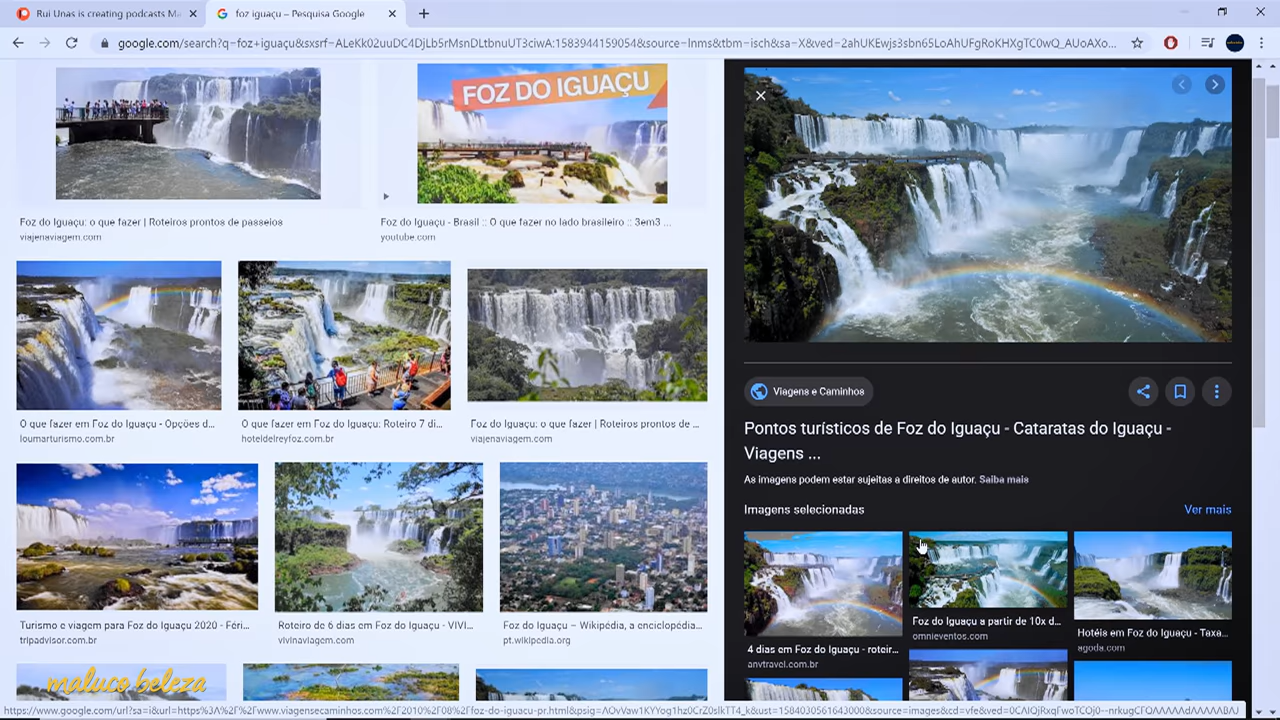 Rui Unas is creating podcasts Ma
foz iguaçu – Pesquisa Google
FOZ DO IGUAÇU
Foz do Iguaçu: o que fazer | Roteiros prontos de passeios
viajenaviagem.com
Foz do Iguaçu - Brasil :: O que fazer no lado brasileiro :: 3em3 ...
youtube.com
O que fazer em Foz do Iguaçu - Opções d...
loumarturismo.com.br
O que fazer em Foz do Iguaçu: Roteiro 7 di...
hoteldelreyfoz.com.br
Foz do Iguaçu: o que fazer | Roteiros prontos de ...
viajenaviagem.com
Turismo e viagem para Foz do Iguaçu 2020 - Féri...
tripadvisor.com.br
Roteiro de 6 dias em Foz do Iguaçu - VIVI...
vivinaviagem.com
Foz do Iguaçu – Wikipédia, a enciclopédia...
pt.wikipedia.org
maluco beleza
Viagens e Caminhos
Pontos turísticos de Foz do Iguaçu - Cataratas do Iguaçu -
Viagens ...
As imagens podem estar sujeitas a direitos de autor. Saiba mais
Imagens selecionadas
Ver mais
4 dias em Foz do Iguaçu - roteir...
anvtravel.com.br
Foz do Iguaçu a partir de 10x d...
omnieventos.com
Hotéis em Foz do Iguaçu - Taxa...
agoda.com